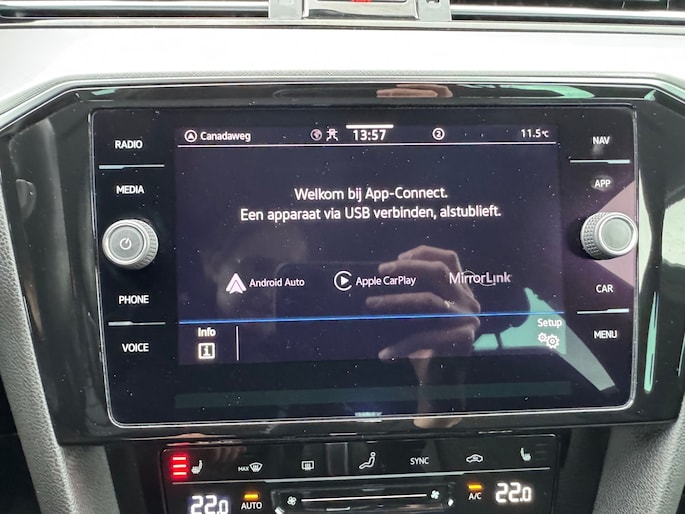 Canadaweg 13:57 2 11.5°C
RADIO
MEDIA
PHONE
VOICE
Welkom bij App-Connect.
Een apparaat via USB verbinden, alstublieft.
Android Auto Apple CarPlay MirrorLink
Info Setup
NAV
APP
CAR
MENU
MAX SYNC
22.0 AUTO A/C 22.0